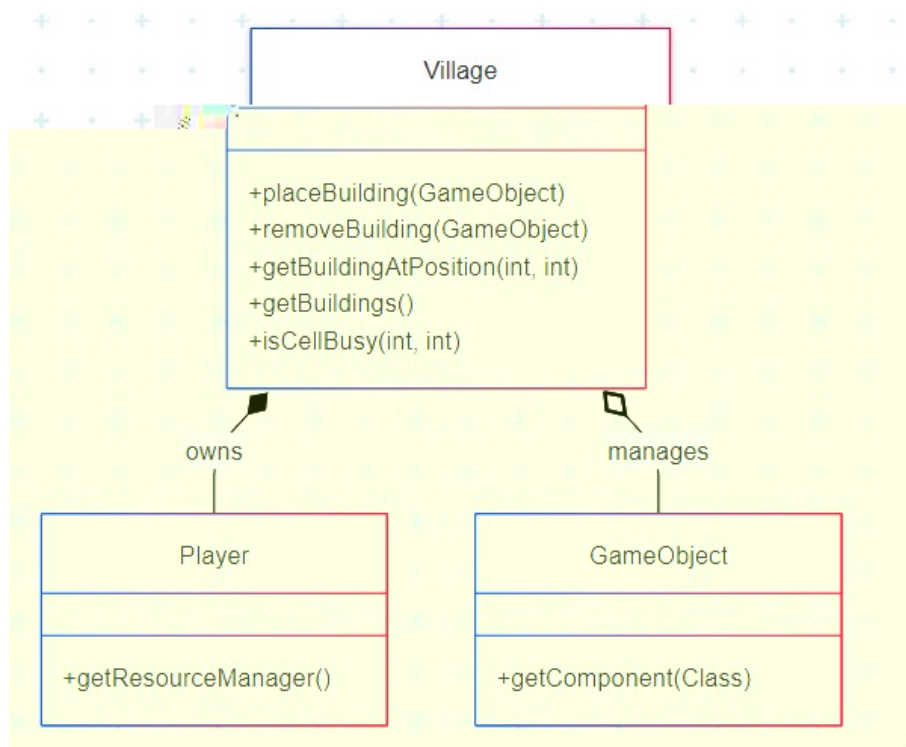 Village
+placeBuilding(GameObject)
+removeBuilding(GameObject)
+getBuildingAtPosition(int, int)
+getBuildings()
+isCellBusy(int, int)
owns
manages
Player
GameObject
+getResourceManager()
+getComponent(Class)